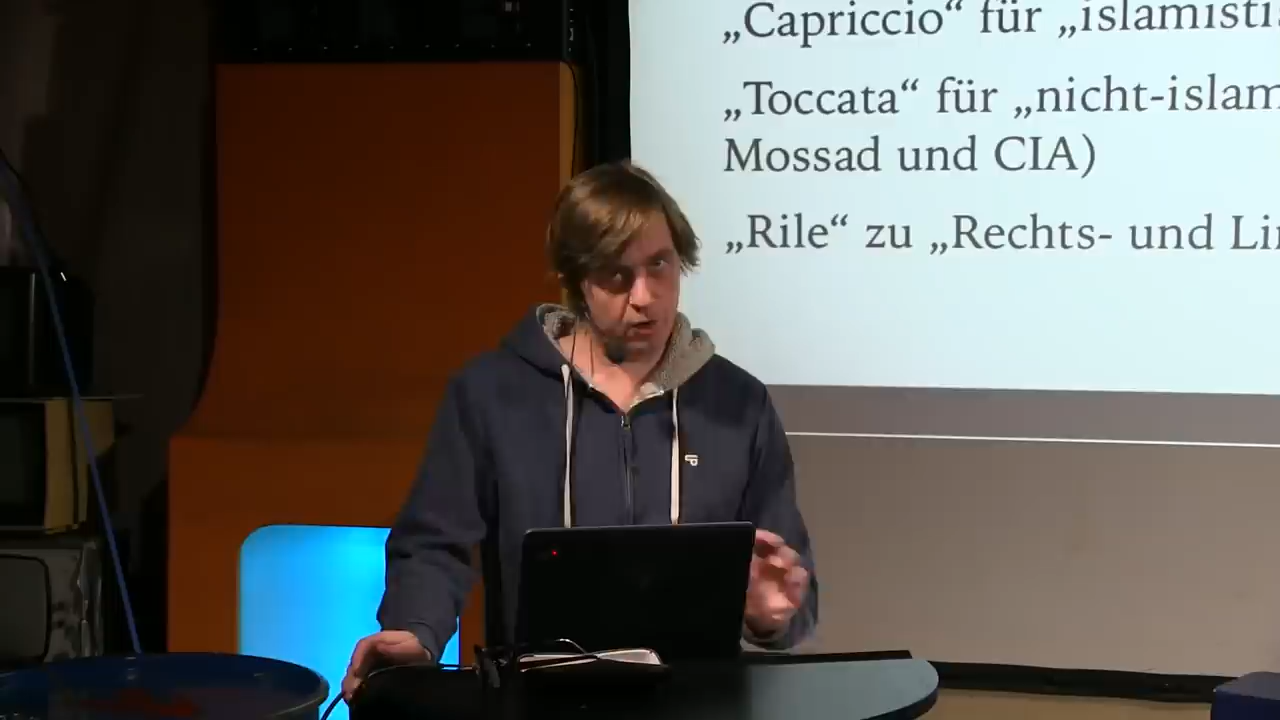 „Capriccio“ für „islamisti
„Toccata“ für „nicht-islam
Mossad und CIA)
„Rile“ zu „Rechts- und Li